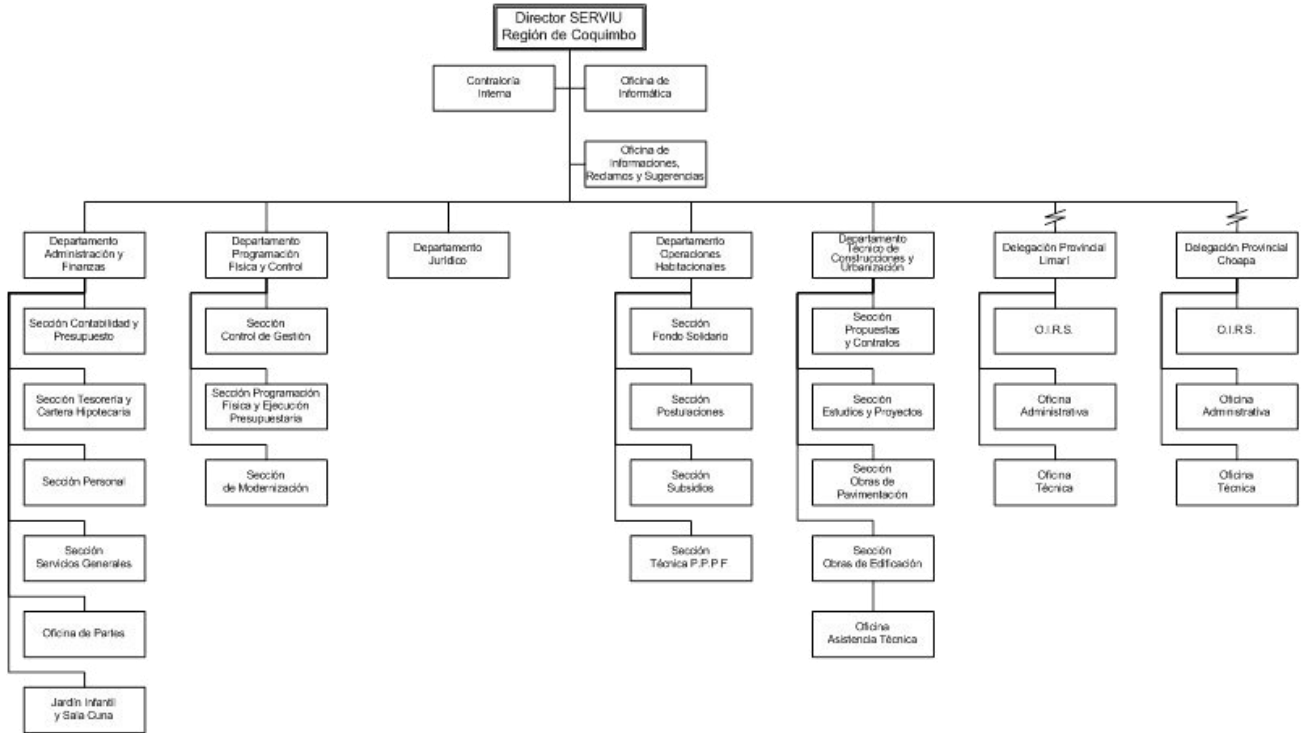 Director SERVIU
Región de Coquimbo
Contraloría
Interna
Oficina de
Informática
Oficina de
Informaciones,
Reclamos y Sugerencias
Departamento
Administración y
Finanzas
Sección Contabilidad y
Presupuesto
Sección Tesorería y
Cartera Hipotecaria
Sección Personal
Sección
Servicios Generales
Oficina de Partes
Jardín Infantil
y Sala Cuna
Departamento
Programación
Física y Control
Sección
Control de Gestión
Sección Programación
Física y Ejecución
Presupuestaria
Sección
de Modernización
Departamento
Jurídico
Departamento
Operaciones
Habitacionales
Sección
Fondo Solidario
Sección
Postulaciones
Sección
Subsidios
Sección
Técnica P.P.P.F
Departamento
Técnico de
Construcciones y
Urbanización
Sección
Propuestas
y Contratos
Sección
Estudios y Proyectos
Sección
Obras de
Pavimentación
Sección
Obras de Edificación
Oficina
Asistencia Técnica
Delegación Provincial
Limarí
O.I.R.S.
Oficina
Administrativa
Oficina
Técnica
Delegación Provincial
Choapa
O.I.R.S.
Oficina
Administrativa
Oficina
Técnica